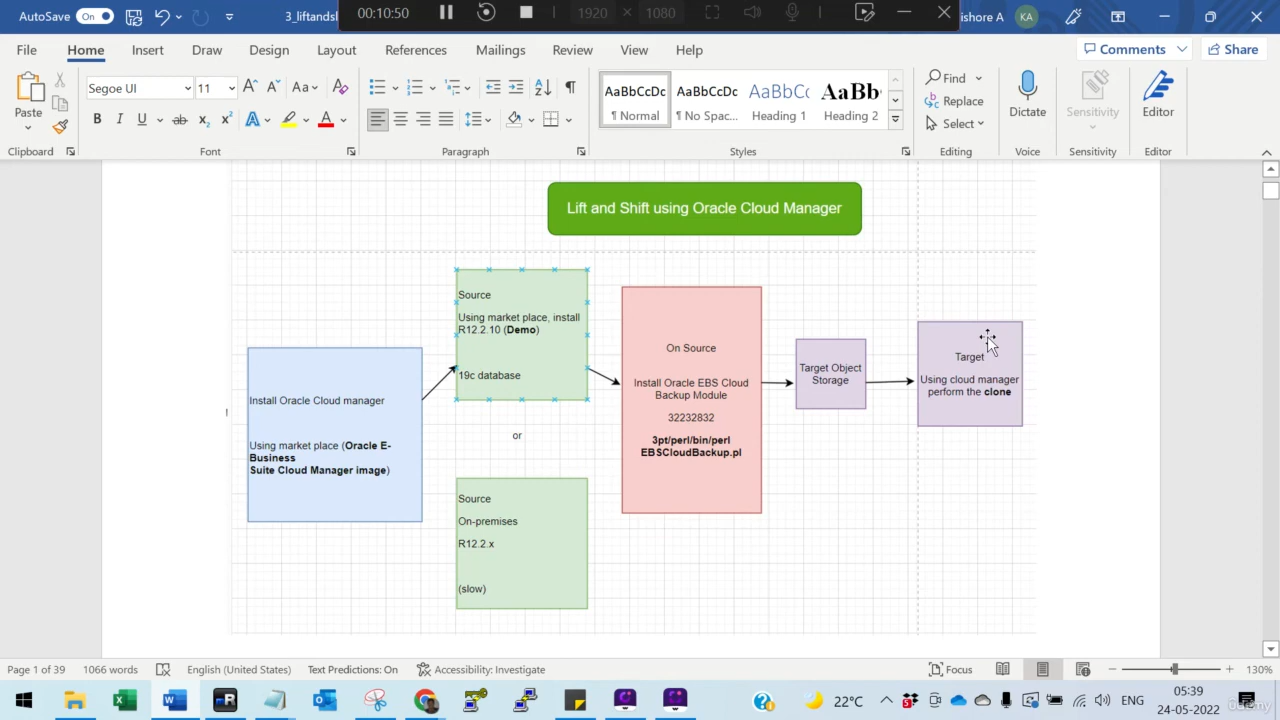 AutoSave On
3_liftandsl
00:10:50
1920 × 1080
ishore A
KA
File Home Insert Draw Design Layout References Mailings Review View Help
Comments
Share
Paste
Segoe UI
11
Aa
B I U ab x₂ x²
A
A
AaBbCcDc
¶ Normal
AaBbCcDc
¶ No Spac...
AaBbCc
Heading 1
AaBb
Heading 2
Find
Replace
Select
Dictate
Sensitivity
Editor
Clipboard
Font
Paragraph
Styles
Editing
Voice
Sensitivity
Editor
Lift and Shift using Oracle Cloud Manager
Install Oracle Cloud manager
Using market place (Oracle E-
Business
Suite Cloud Manager image)
Source
Using market place, install
R12.2.10 (Demo)
19c database
or
Source
On-premises
R12.2.x
(slow)
On Source
Install Oracle EBS Cloud
Backup Module
32232832
3pt/perl/bin/perl
EBSCloudBackup.pl
Target Object
Storage
Target
Using cloud manager
perform the clone
Page 1 of 39 1066 words English (United States) Text Predictions: On Accessibility: Investigate Focus 130%
22°C ENG
05:39
24-05-2022
udemy